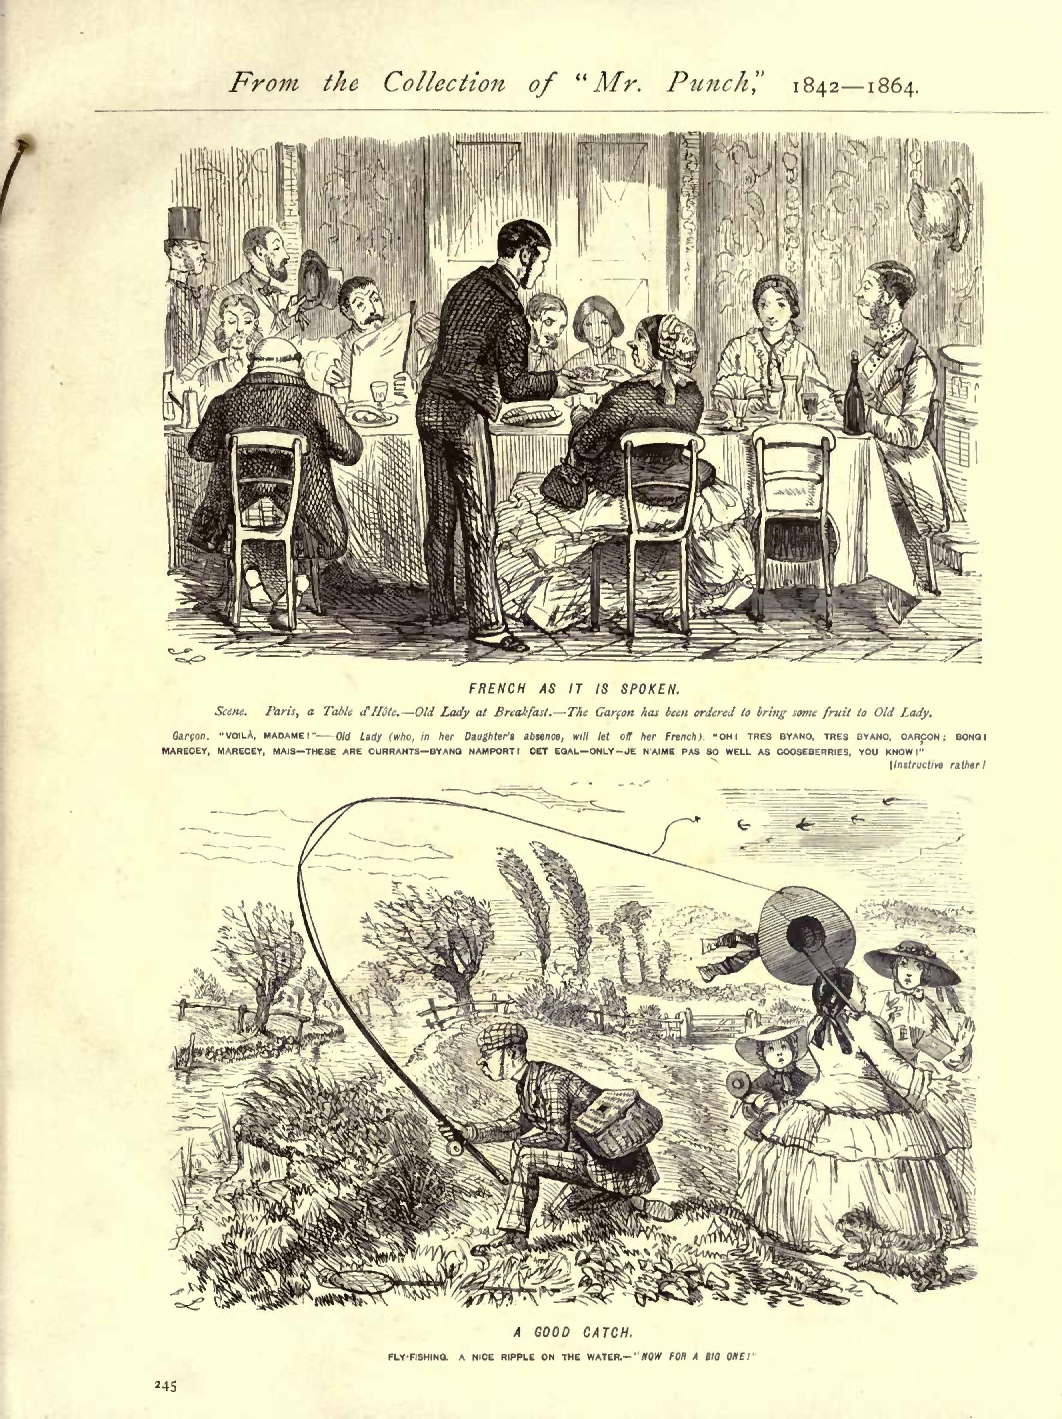 From the Collection of "Mr. Punch," 1842—1864.
FRENCH AS IT IS SPOKEN.
Scene. Paris, a Table d'Hôte.—Old Lady at Breakfast.—The Garçon has been ordered to bring some fruit to Old Lady.
Garçon. "VOILÀ, MADAME!"—Old Lady (who, in her Daughter's absence, will let off her French). "OH! TRES BYANG, TRES BYANG, GARÇON; BONG!
MARECEY, MARECEY, MAIS—THESE ARE CURRANTS—BYANG NAMPORT! CET EGAL—ONLY—JE N'AIME PAS SO WELL AS GOOSEBERRIES, YOU KNOW!"
[Instructive rather!
A GOOD CATCH.
FLY-FISHING. A NICE RIPPLE ON THE WATER.—"NOW FOR A BIG ONE!"
245